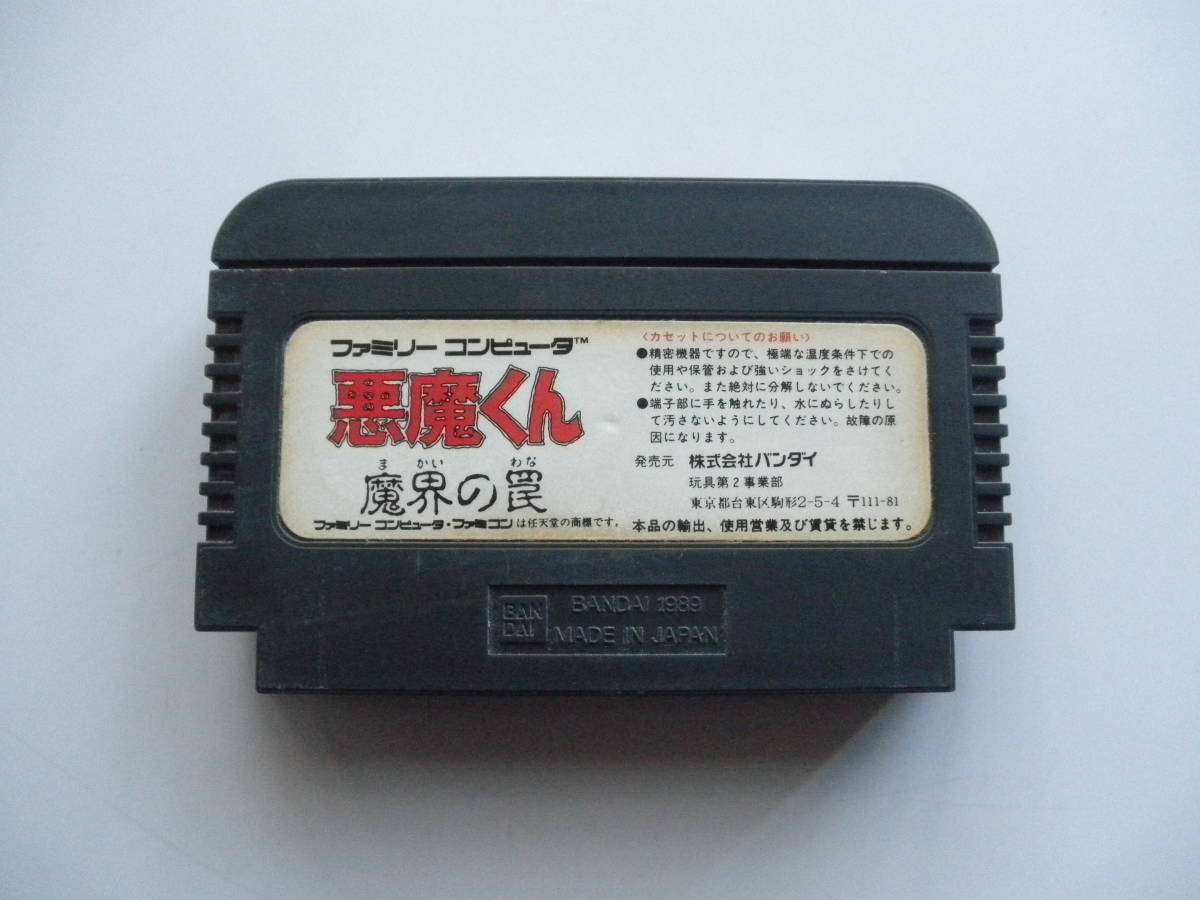 ファミリー コンピュータ™
悪魔くん
ま かい わな
魔界の罠
ファミリー コンピュータ・ファミコン は任天堂の商標です。
〈カセットについてのお願い〉
●精密機器ですので、極端な温度条件下での
使用や保管および強いショックをさけてく
ださい。また絶対に分解しないでください。
●端子部に手を触れたり、水にぬらしたりし
て汚さないようにしてください。故障の原
因になります。
発売元 株式会社バンダイ
玩具第2事業部
東京都台東区駒形2-5-4 〒111-81
本品の輸出、使用営業及び賃貸を禁じます。
BAN
DAI
BANDAI 1989
MADE IN JAPAN